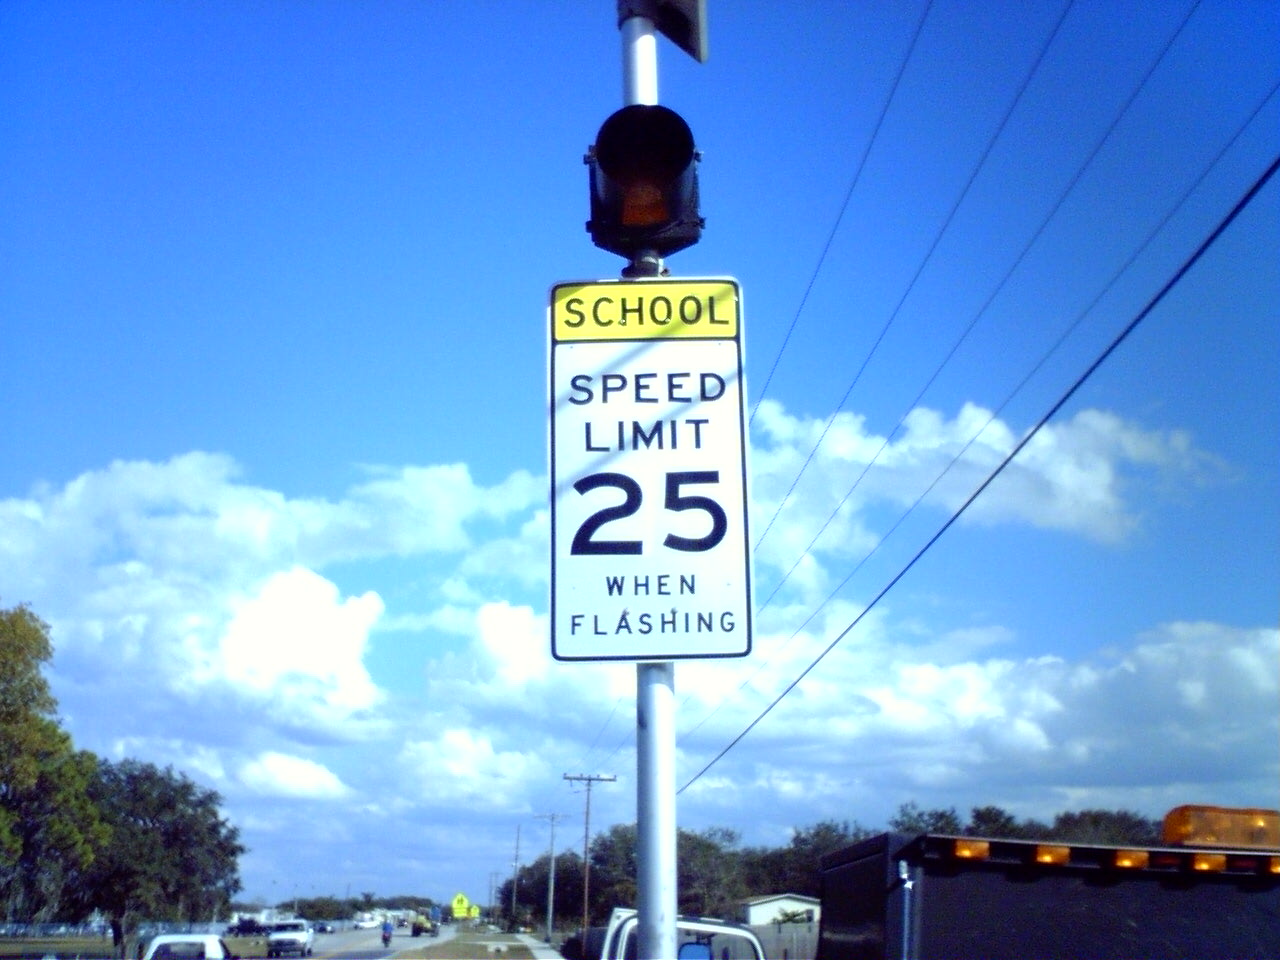 SCHOOL
SPEED
LIMIT
25
WHEN
FLASHING